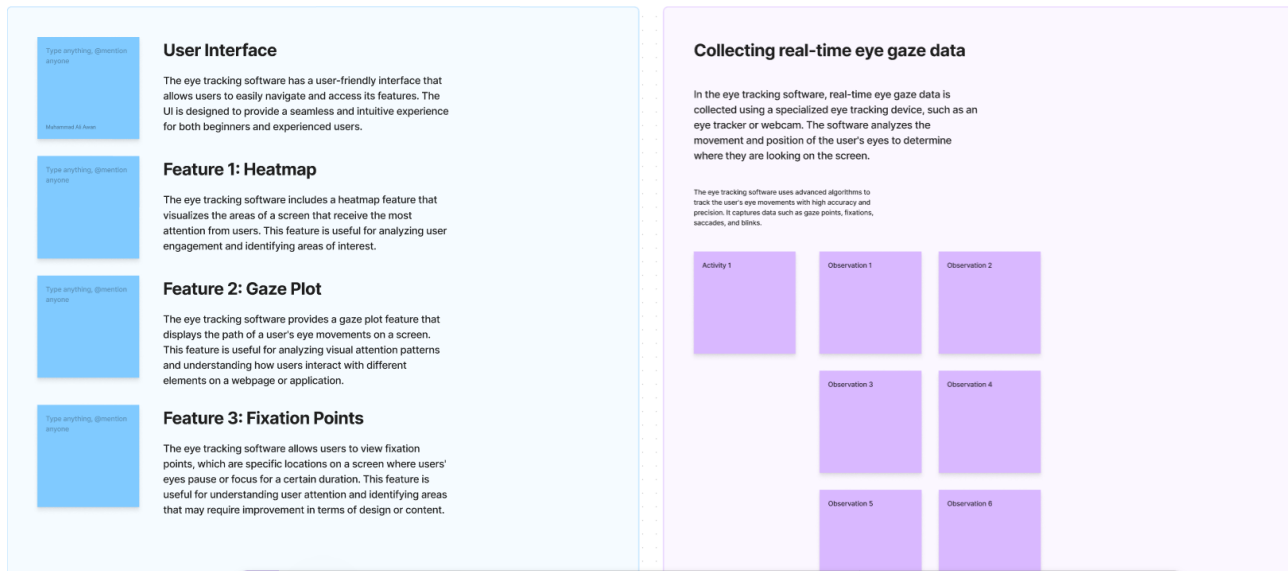 Type anything, @mention
anyone
Muhammed Ali Awat
User Interface
The eye tracking software has a user-friendly interface that
allows users to easily navigate and access its features. The
UI is designed to provide a seamless and intuitive experience
for both beginners and experienced users.
Type anything, @mention
anyone
Feature 1: Heatmap
The eye tracking software includes a heatmap feature that
visualizes the areas of a screen that receive the most
attention from users. This feature is useful for analyzing user
engagement and identifying areas of interest.
Type anything, @mention
anyone
Feature 2: Gaze Plot
The eye tracking software provides a gaze plot feature that
displays the path of a user's eye movements on a screen.
This feature is useful for analyzing visual attention patterns
and understanding how users interact with different
elements on a webpage or application.
Type anything, @mention
anyone
Feature 3: Fixation Points
The eye tracking software allows users to view fixation
points, which are specific locations on a screen where users'
eyes pause or focus for a certain duration. This feature is
useful for understanding user attention and identifying areas
that may require improvement in terms of design or content.
Collecting real-time eye gaze data
In the eye tracking software, real-time eye gaze data is
collected using a specialized eye tracking device, such as an
eye tracker or webcam. The software analyzes the
movement and position of the user's eyes to determine
where they are looking on the screen.
The eye tracking software uses advanced algorithms to
track the user's eye movements with high accuracy and
precision. It captures data such as gaze points, fixations,
saccades, and blinks.
Activity 1
Observation 1
Observation 2
Observation 3
Observation 4
Observation 5
Observation 6